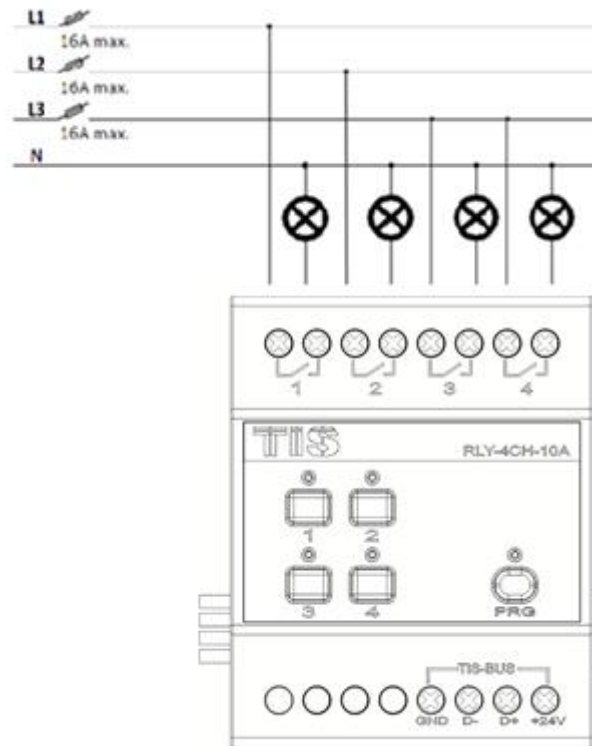 L1
16A max.
L2
16A max.
L3
16A max.
N
1 2 3 4
TIS RLY-4CH-10A
1 2
3 4
PRG
TIS-BUS
GND D- D+ +24V